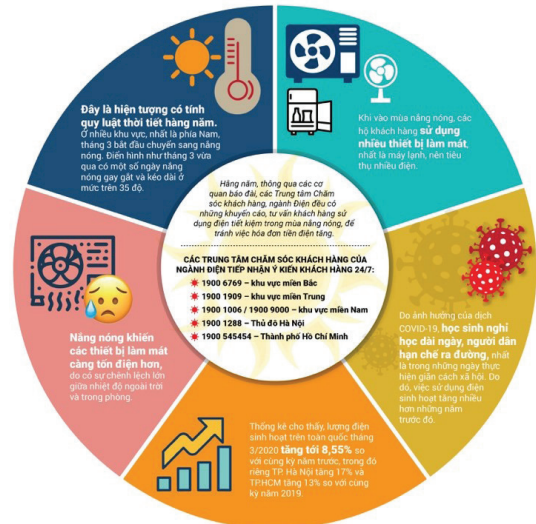 Đây là hiện tượng có tính
quy luật thời tiết hàng năm.
Ở nhiều khu vực, nhất là phía Nam,
tháng 3 bắt đầu chuyển sang nắng
nóng. Điển hình như tháng 3 vừa
qua có một số ngày nắng
nóng gay gắt và kéo dài ở
mức trên 35 độ.
Khi vào mùa nắng nóng, các
hộ khách hàng sử dụng
nhiều thiết bị làm mát,
nhất là máy lạnh, nên tiêu
thụ nhiều điện.
Hằng năm, thông qua các cơ
quan báo đài, các Trung tâm Chăm
sóc khách hàng, ngành Điện đều có
những khuyến cáo, tư vấn khách hàng sử
dụng điện tiết kiệm trong mùa nắng nóng, để
tránh việc hóa đơn tiền điện tăng.
CÁC TRUNG TÂM CHĂM SÓC KHÁCH HÀNG CỦA
NGÀNH ĐIỆN TIẾP NHẬN Ý KIẾN KHÁCH HÀNG 24/7:
1900 6769 – khu vực miền Bắc
1900 1909 – khu vực miền Trung
1900 1006 / 1900 9000 – khu vực miền Nam
1900 1288 – Thủ đô Hà Nội
1900 545454 – Thành phố Hồ Chí Minh
Nắng nóng khiến
các thiết bị làm mát
càng tốn điện hơn,
do có sự chênh lệch lớn
giữa nhiệt độ ngoài trời
và trong phòng.
Do ảnh hưởng của dịch
COVID-19, học sinh nghỉ
học dài ngày, người dân
hạn chế ra đường, nhất
là trong những ngày thực
hiện giãn cách xã hội. Do
đó, việc sử dụng điện
sinh hoạt tăng nhiều
hơn những năm
trước đó.
Thống kê cho thấy, lượng điện
sinh hoạt trên toàn quốc tháng
3/2020 tăng tới 8,55% so
với cùng kỳ năm trước, trong đó
riêng TP. Hà Nội tăng 17% và
TP.HCM tăng 13% so với cùng
kỳ năm 2019.